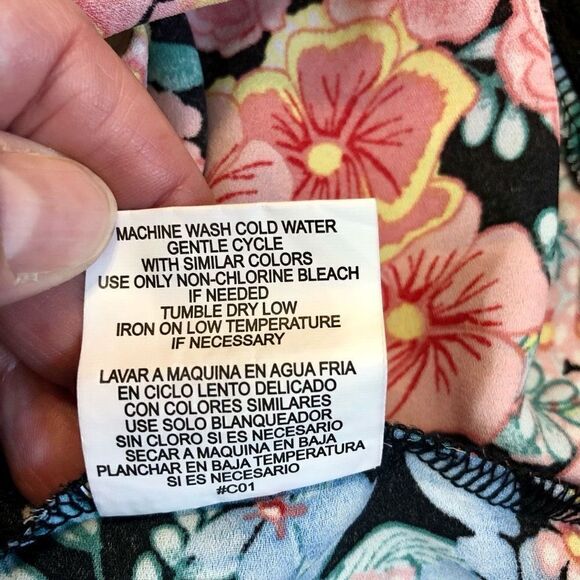 MACHINE WASH COLD WATER
GENTLE CYCLE
WITH SIMILAR COLORS
USE ONLY NON-CHLORINE BLEACH
IF NEEDED
TUMBLE DRY LOW
IRON ON LOW TEMPERATURE
IF NECESSARY
LAVAR A MAQUINA EN AGUA FRIA
EN CICLO LENTO DELICADO
CON COLORES SIMILARES
USE SOLO BLANQUEADOR
SIN CLORO SI ES NECESARIO
SECAR A MAQUINA EN BAJA
PLANCHAR EN BAJA TEMPERATURA
SI ES NECESARIO
#C01